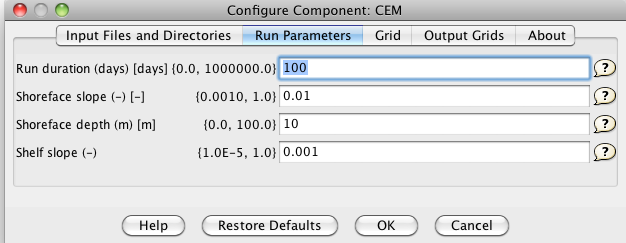 Configure Component: CEM
Input Files and Directories Run Parameters Grid Output Grids About
Run duration (days) [days] {0.0, 1000000.0} 100 ?
Shoreface slope (-) [-] {0.0010, 1.0} 0.01 ?
Shoreface depth (m) [m] {0.0, 100.0} 10 ?
Shelf slope (-) {1.0E-5, 1.0} 0.001 ?
Help Restore Defaults OK Cancel